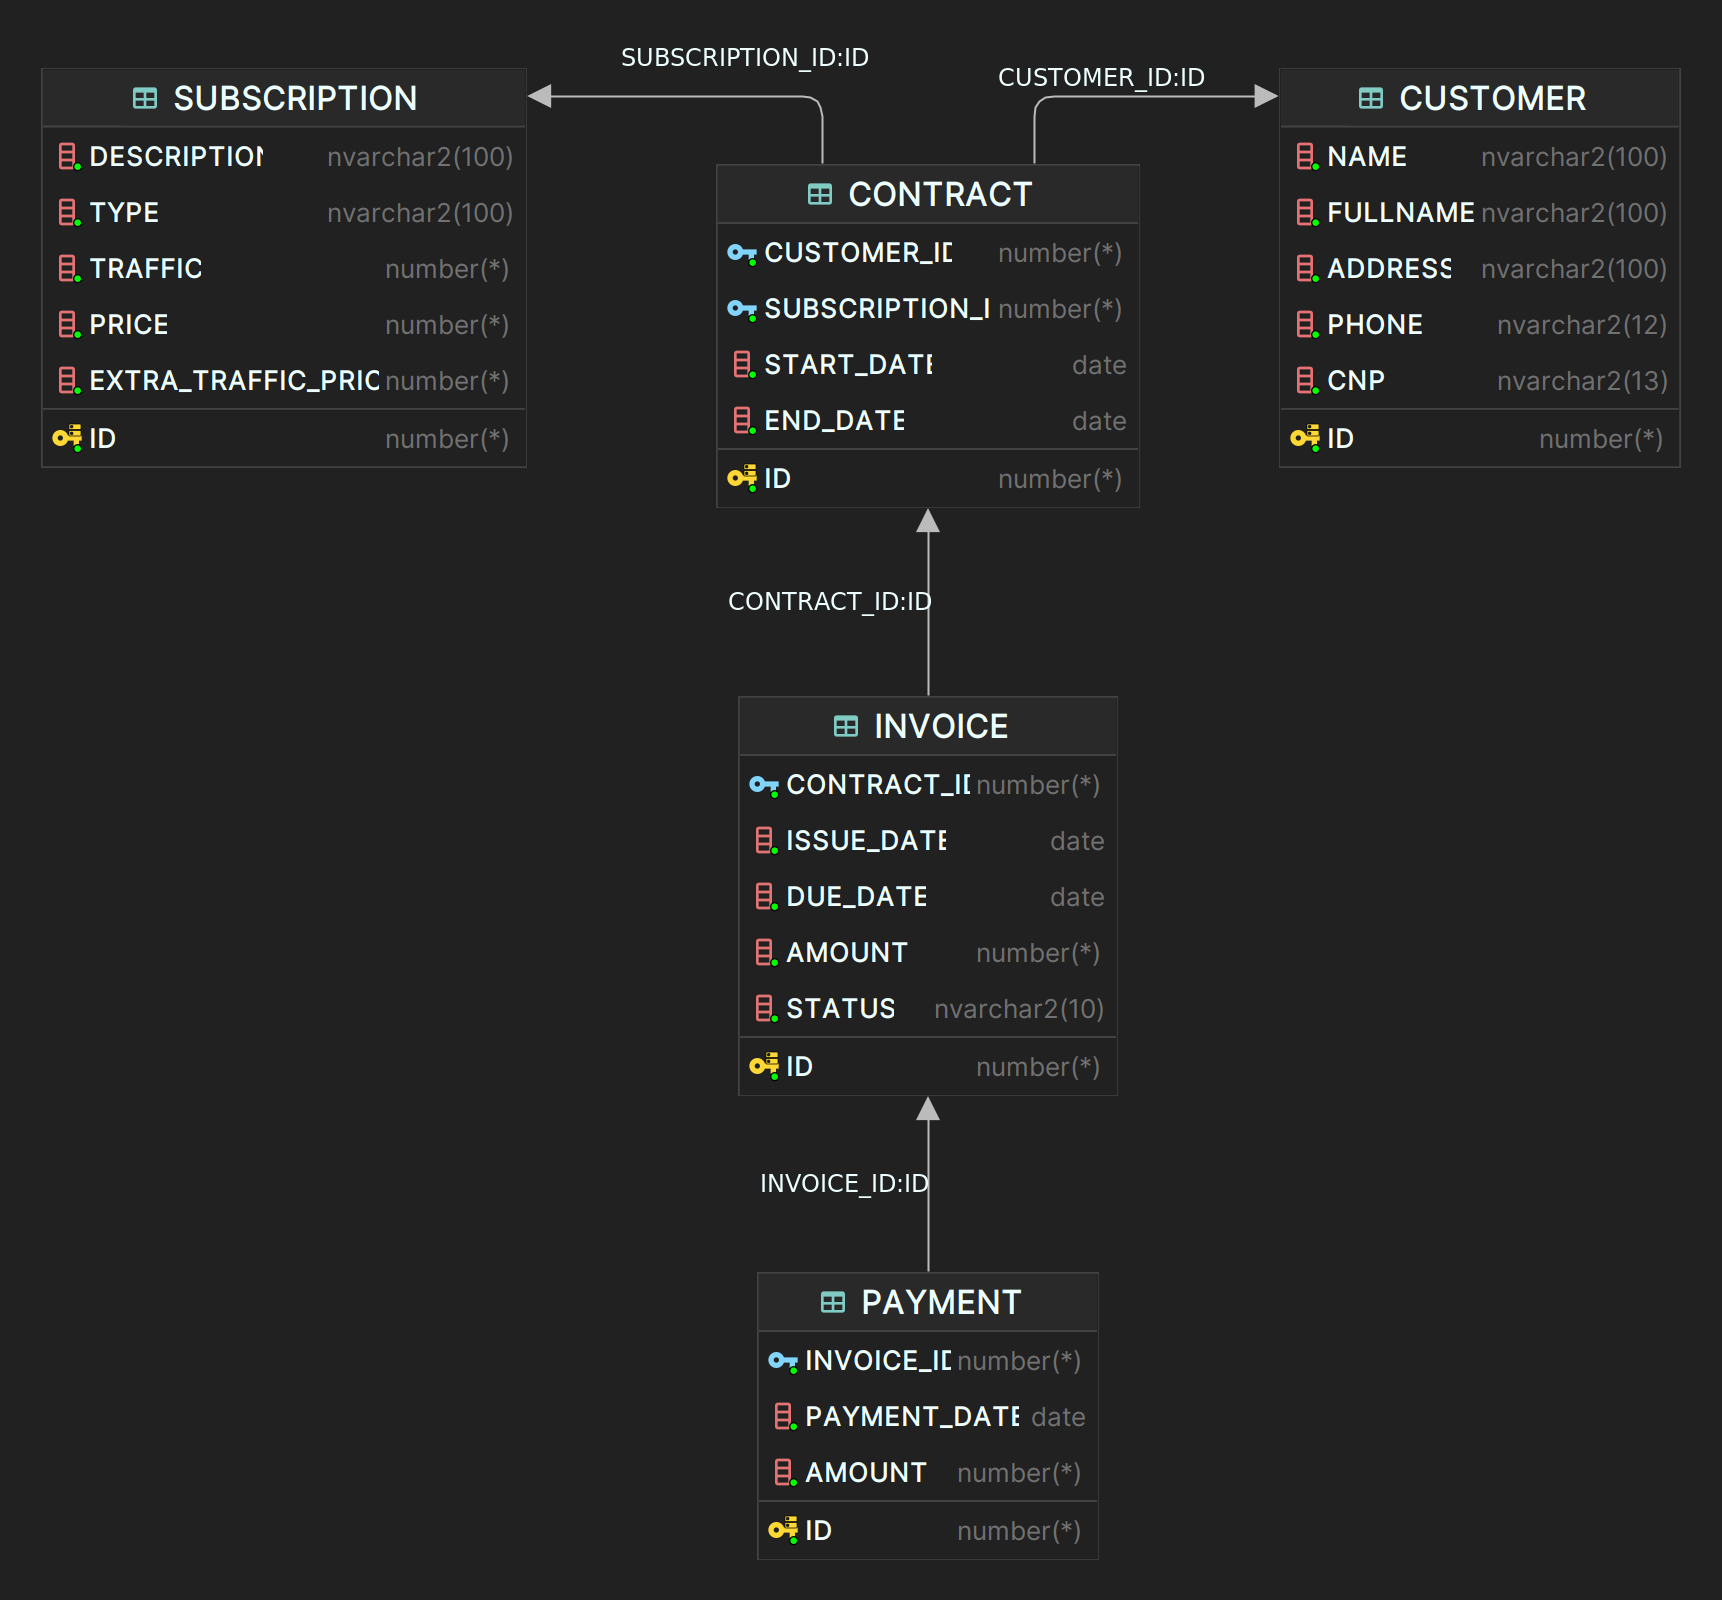 SUBSCRIPTION_ID:ID
CUSTOMER_ID:ID
SUBSCRIPTION
DESCRIPTION nvarchar2(100)
TYPE nvarchar2(100)
TRAFFIC number(*)
PRICE number(*)
EXTRA_TRAFFIC_PRIC number(*)
ID number(*)
CONTRACT
CUSTOMER_ID number(*)
SUBSCRIPTION_I number(*)
START_DATE date
END_DATE date
ID number(*)
CUSTOMER
NAME nvarchar2(100)
FULLNAME nvarchar2(100)
ADDRESS nvarchar2(100)
PHONE nvarchar2(12)
CNP nvarchar2(13)
ID number(*)
CONTRACT_ID:ID
INVOICE
CONTRACT_ID number(*)
ISSUE_DATE date
DUE_DATE date
AMOUNT number(*)
STATUS nvarchar2(10)
ID number(*)
INVOICE_ID:ID
PAYMENT
INVOICE_ID number(*)
PAYMENT_DATE date
AMOUNT number(*)
ID number(*)